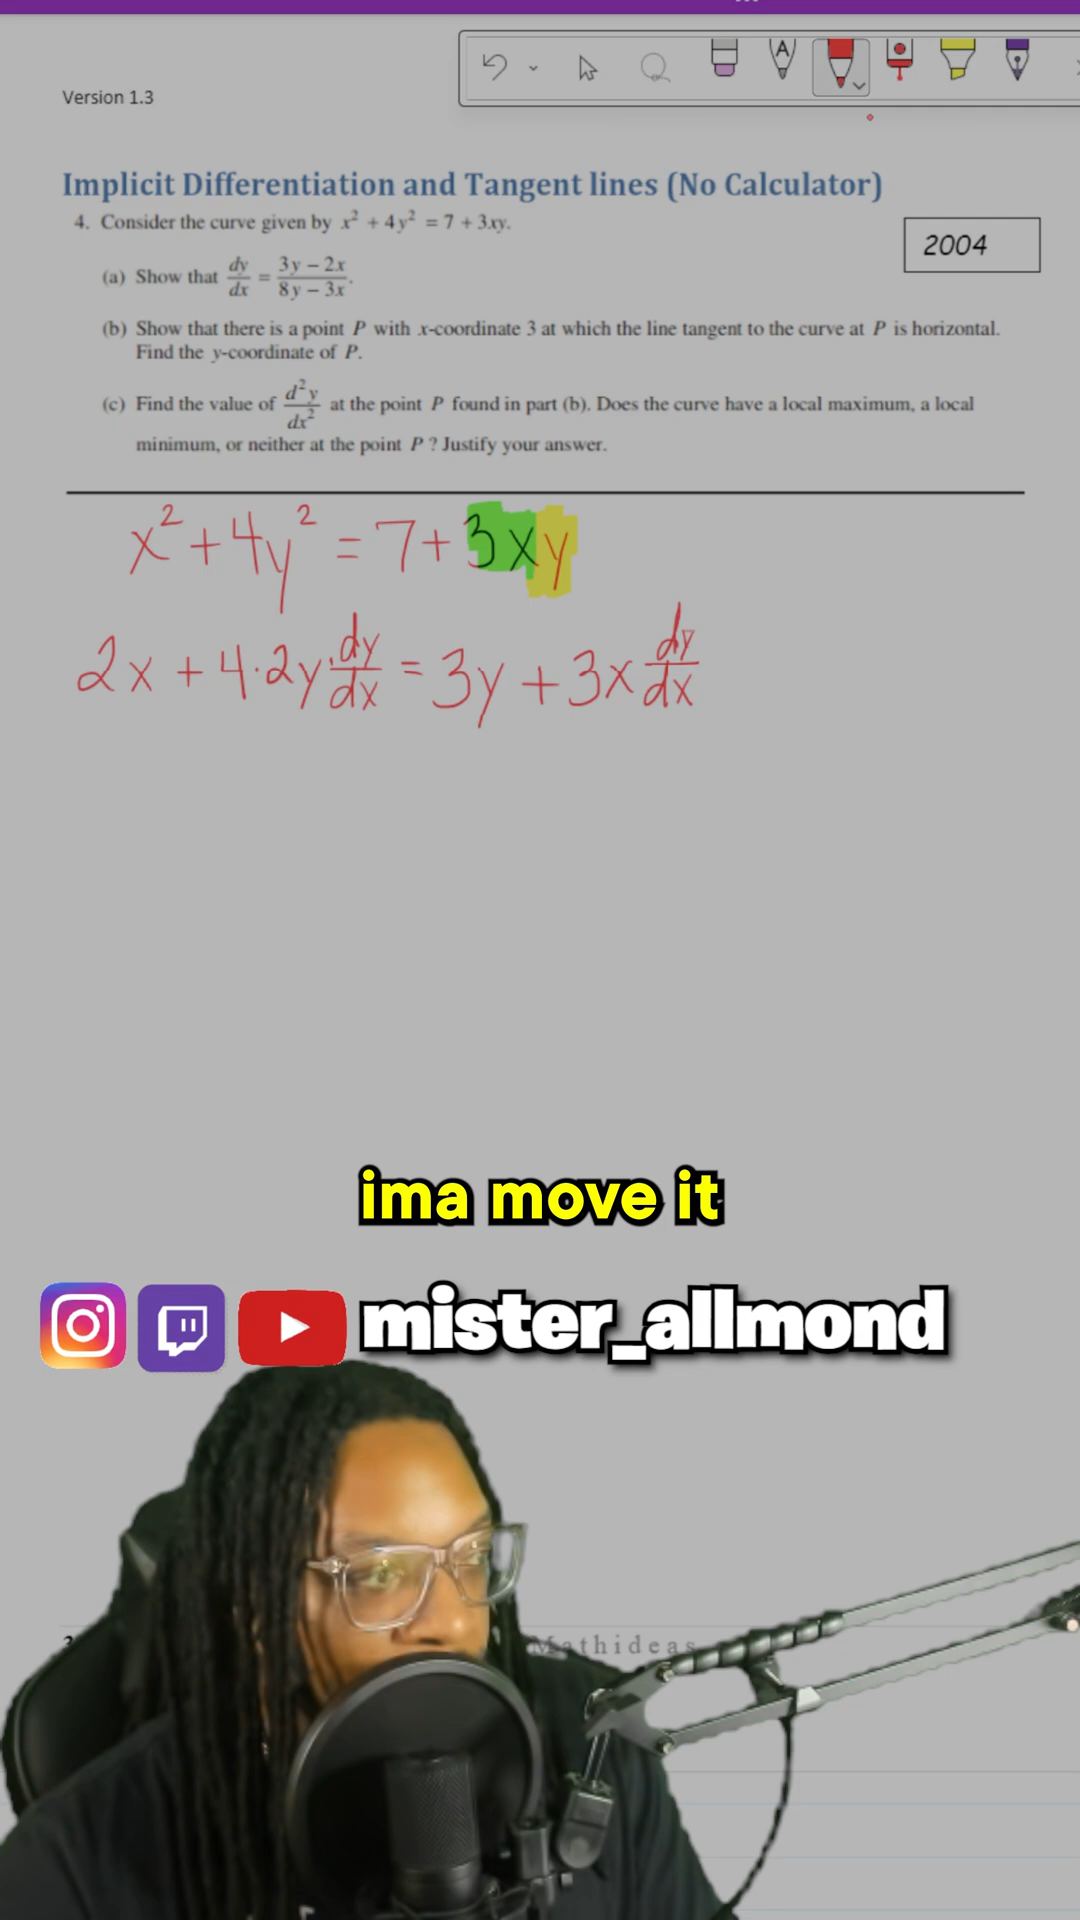 Version 1.3
Implicit Differentiation and Tangent lines (No Calculator)
4. Consider the curve given by x² + 4y² = 7 + 3xy.
2004
(a) Show that dy/dx = (3y − 2x)/(8y − 3x).
(b) Show that there is a point P with x-coordinate 3 at which the line tangent to the curve at P is horizontal.
Find the y-coordinate of P.
(c) Find the value of d²y/dx² at the point P found in part (b). Does the curve have a local maximum, a local
minimum, or neither at the point P ? Justify your answer.
x² + 4y² = 7 + 3xy
2x + 4·2y·dy/dx = 3y + 3x dy/dx
ima move it
mister_allmond
Mathideas